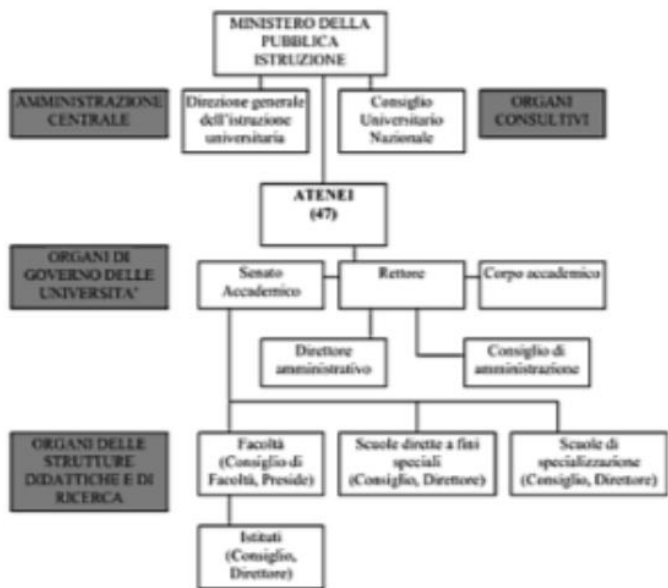 MINISTERO DELLA
PUBBLICA
ISTRUZIONE
AMMINISTRAZIONE
CENTRALE
Direzione generale
dell'istruzione
universitaria
Consiglio
Universitario
Nazionale
ORGANI
CONSULTIVI
ATENEI
(47)
ORGANI DI
GOVERNO DELLE
UNIVERSITA'
Senato
Accademico
Rettore
Corpo accademico
Direttore
amministrativo
Consiglio di
amministrazione
ORGANI DELLE
STRUTTURE
DIDATTICHE E DI
RICERCA
Facoltà
(Consiglio di
Facoltà, Preside)
Scuole dirette a fini
speciali
(Consiglio, Direttore)
Scuole di
specializzazione
(Consiglio, Direttore)
Istituti
(Consiglio,
Direttore)